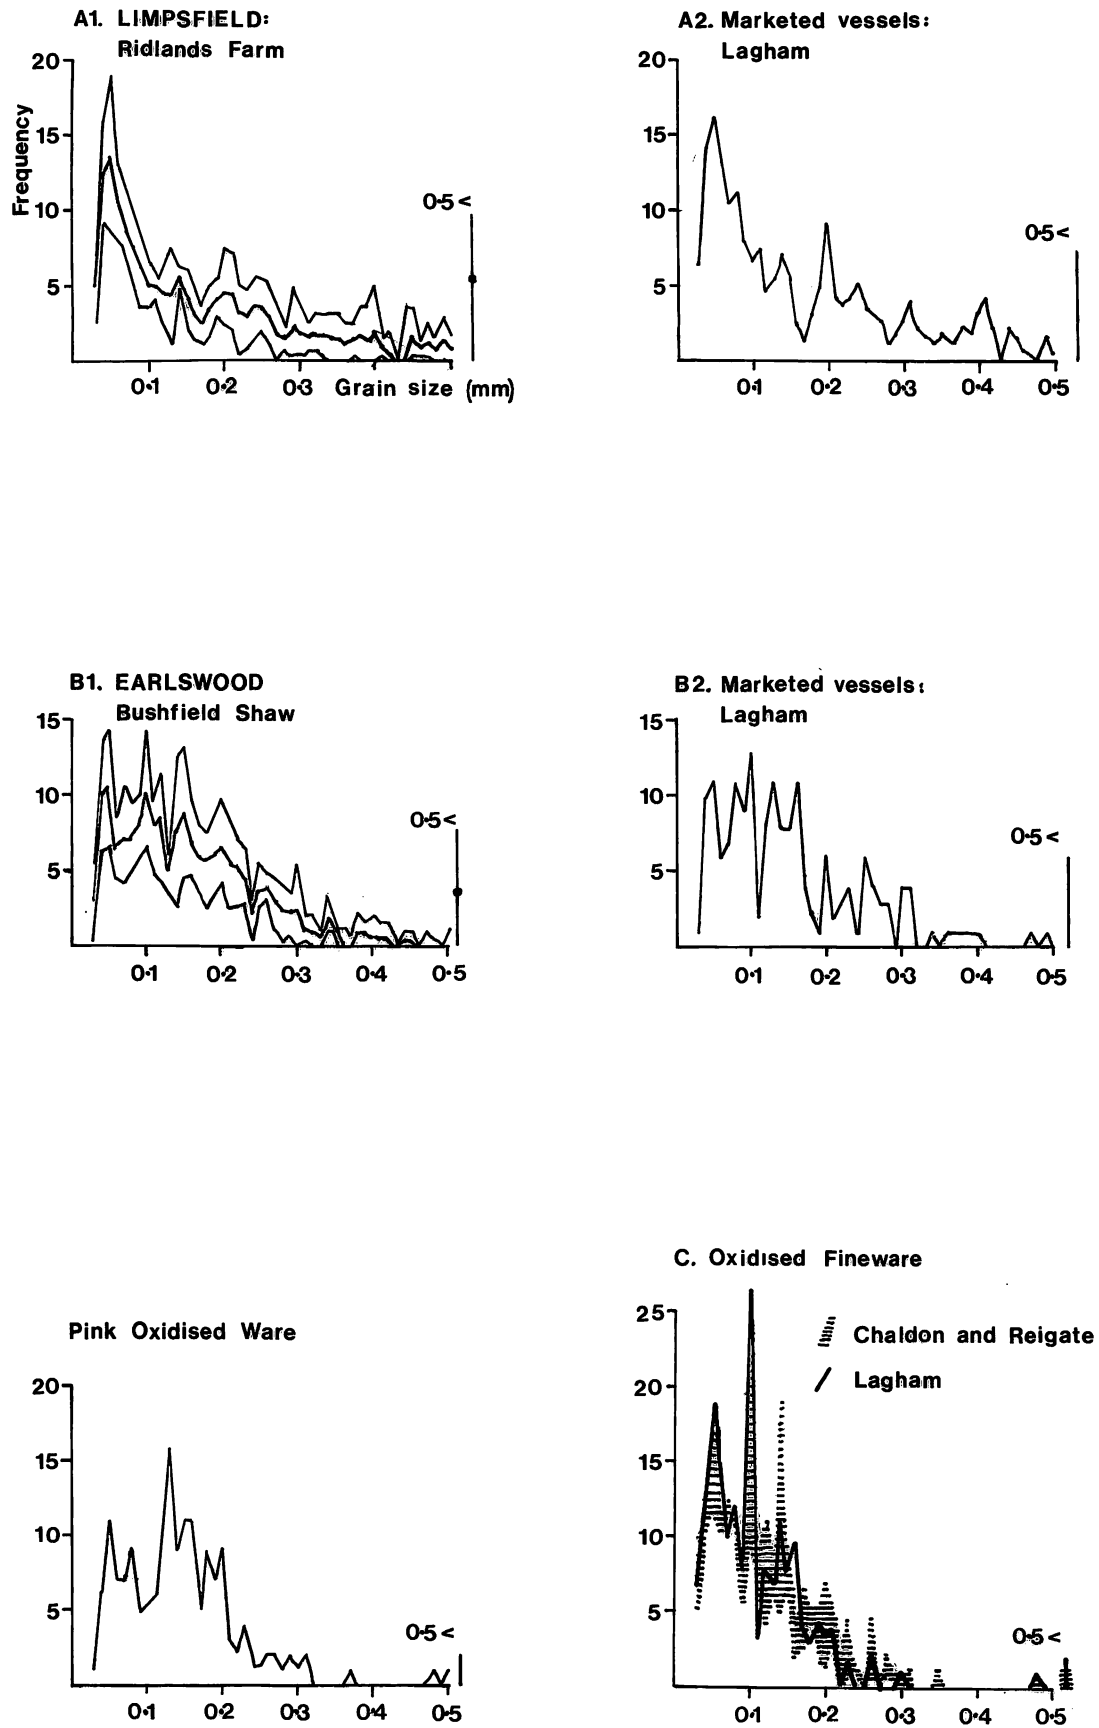 A1. LIMPSFIELD:
Ridlands Farm
20
15
10
5
Frequency
0·5<
0·1 0·2 0·3 Grain size (mm)
A2. Marketed vessels:
Lagham
20
15
10
5
0·5<
0·1 0·2 0·3 0·4 0·5
B1. EARLSWOOD
Bushfield Shaw
15
10
5
0·5<
0·1 0·2 0·3 0·4 0·5
B2. Marketed vessels:
Lagham
15
10
5
0·5<
0·1 0·2 0·3 0·4 0·5
Pink Oxidised Ware
20
15
10
5
0·5<
0·1 0·2 0·3 0·4 0·5
C. Oxidised Fineware
25
20
15
10
5
Chaldon and Reigate
Lagham
0·5<
0·1 0·2 0·3 0·4 0·5